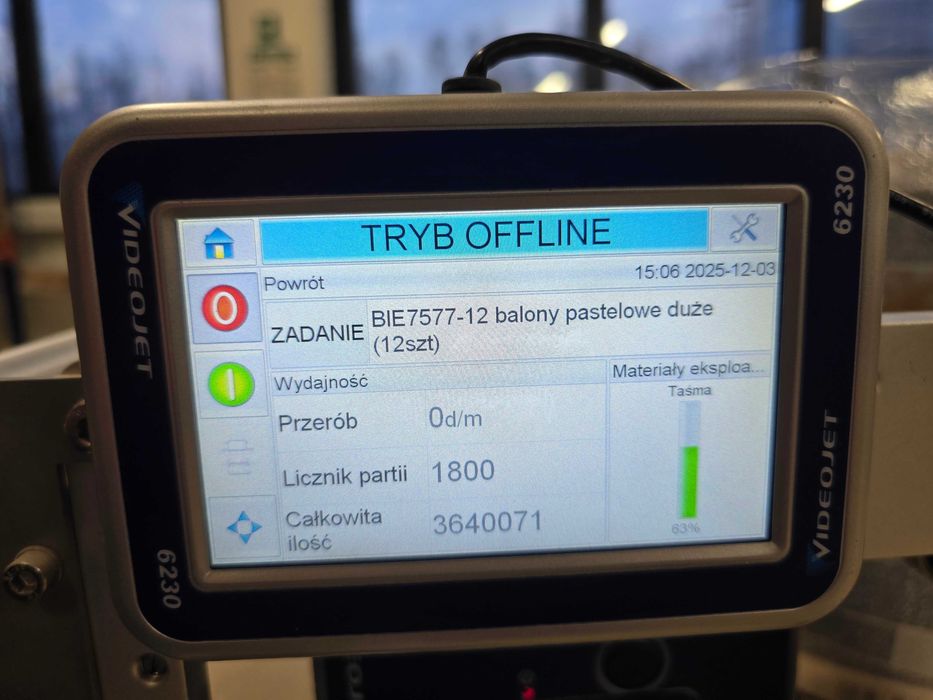 VIDEOJET
6230
TRYB OFFLINE
Powrót
15:06 2025-12-03
ZADANIE
BIE7577-12 balony pastelowe duże
(12szt)
Wydajność
Materiały eksploa...
Taśma
Przerób
0d/m
Licznik partii
1800
Całkowita
ilość
3640071
63%
6230
VIDEOJET